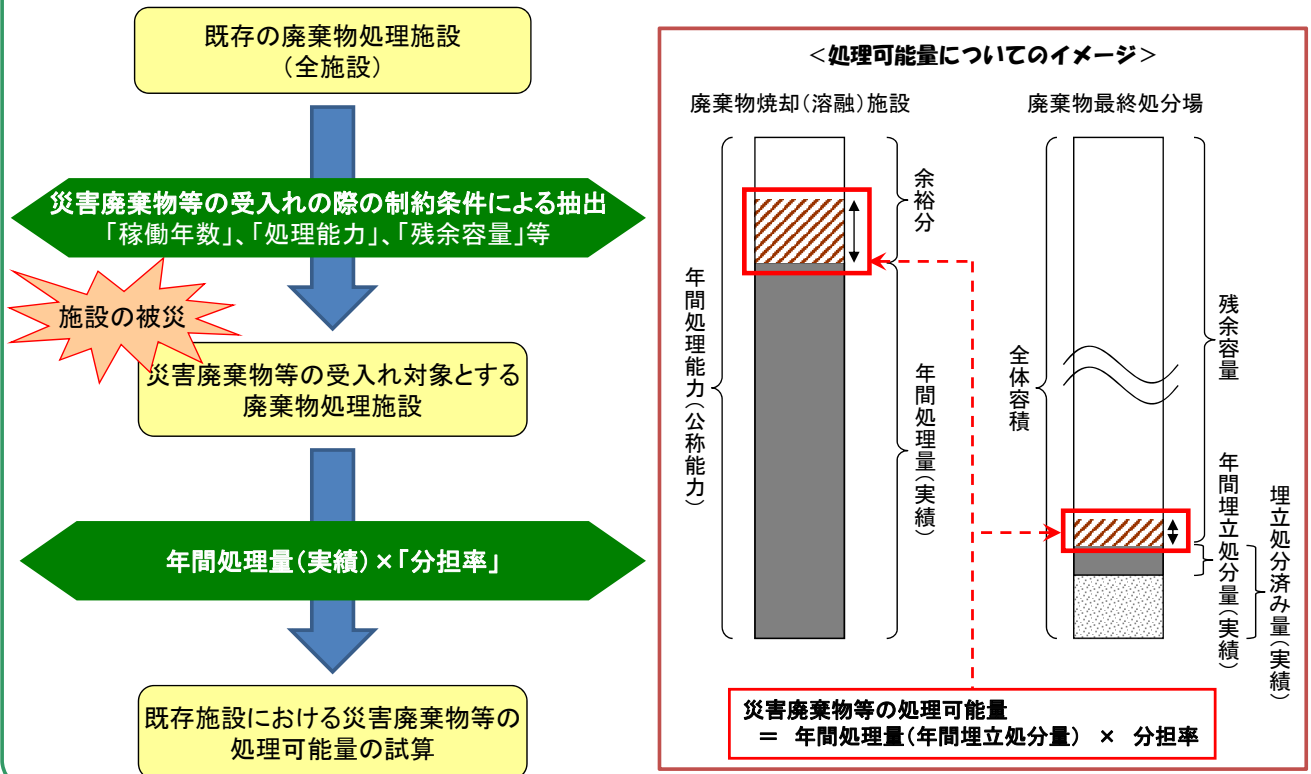 既存の廃棄物処理施設
（全施設）
災害廃棄物等の受入れの際の制約条件による抽出
「稼働年数」、「処理能力」、「残余容量」等
施設の被災
災害廃棄物等の受入れ対象とする
廃棄物処理施設
年間処理量（実績）×「分担率」
既存施設における災害廃棄物等の
処理可能量の試算
＜処理可能量についてのイメージ＞
廃棄物焼却（溶融）施設
年間処理能力（公称能力）
余裕分
年間処理量（実績）
廃棄物最終処分場
全体容積
残余容量
年間埋立処分量（実績）
埋立処分済み量（実績）
災害廃棄物等の処理可能量
＝ 年間処理量（年間埋立処分量） × 分担率